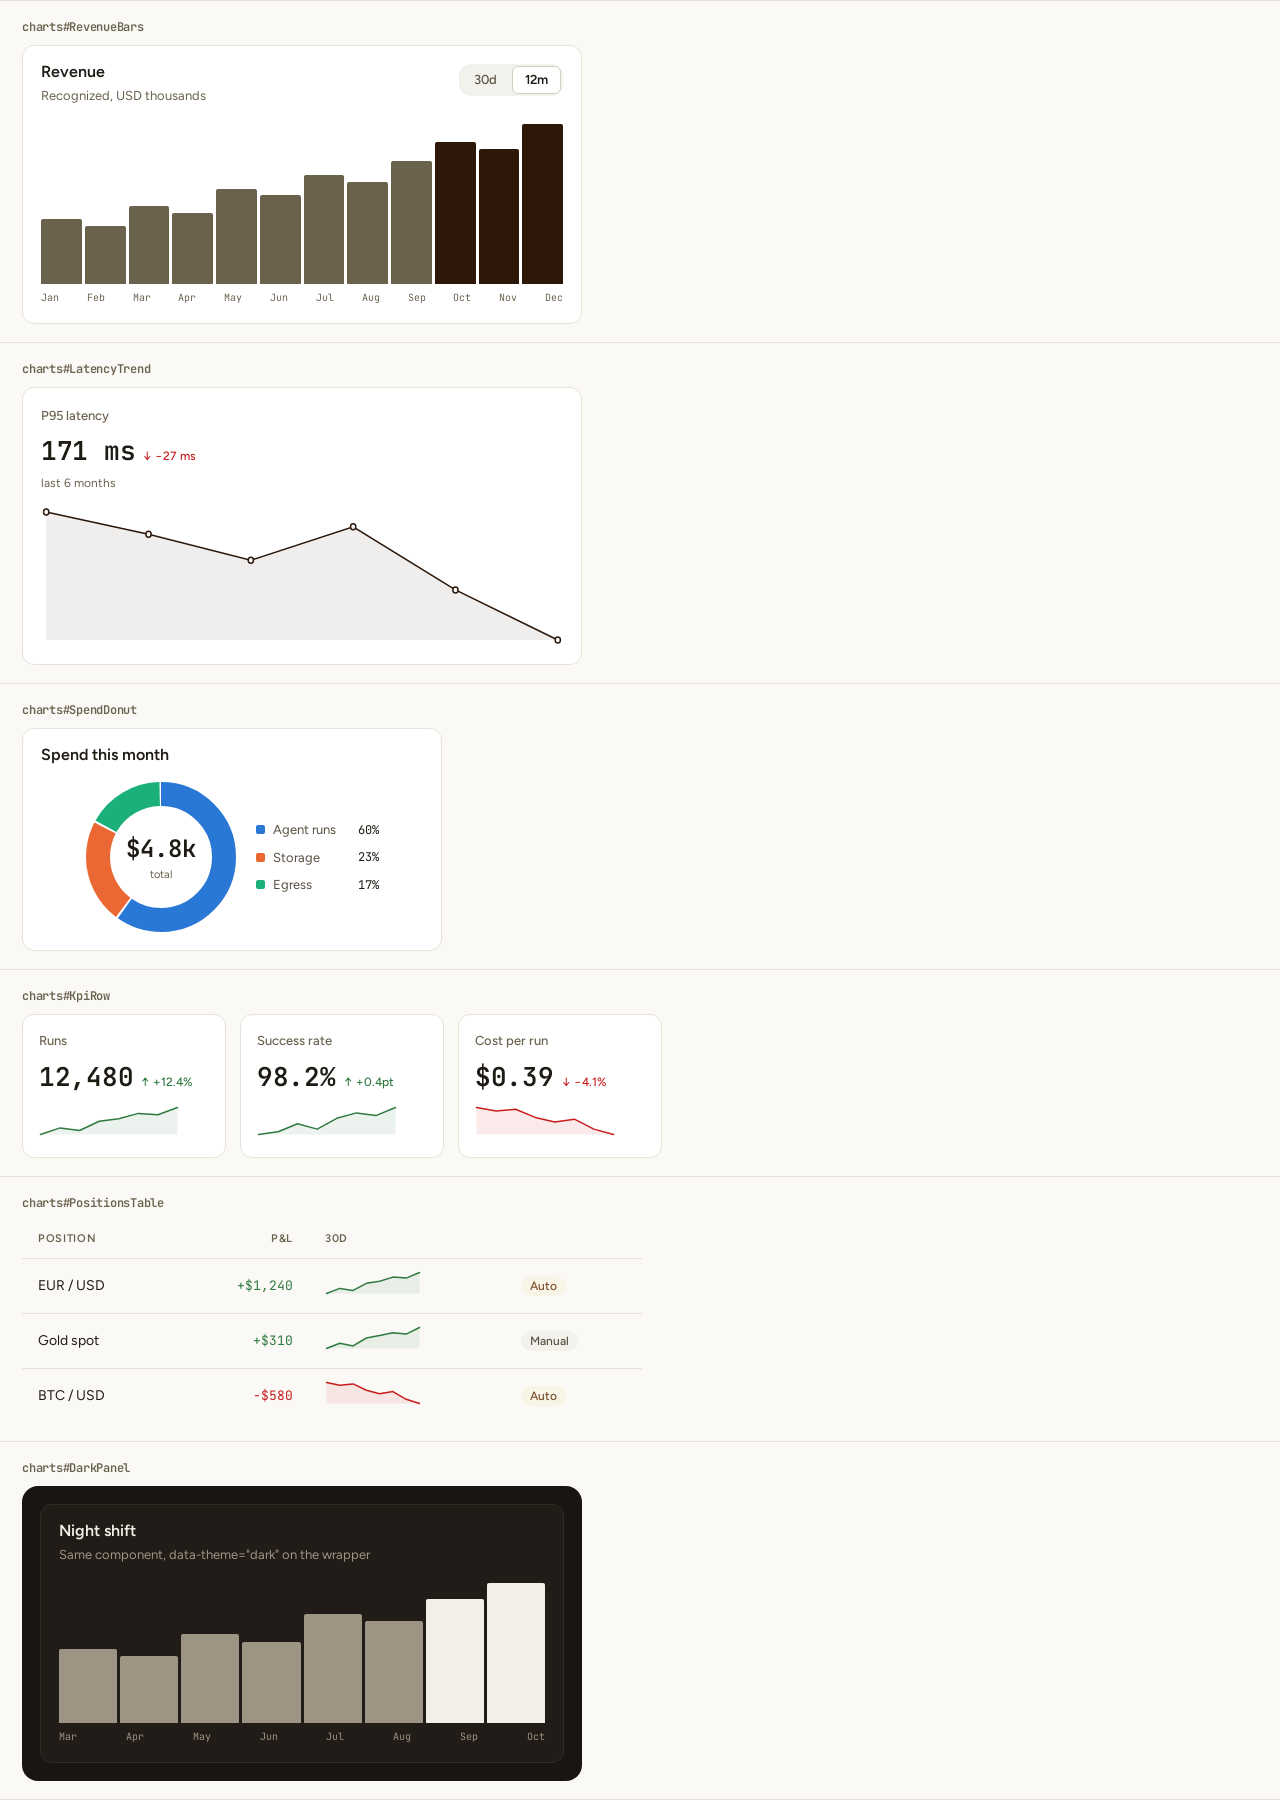 charts#RevenueBars
Revenue
30d 12m
Recognized, USD thousands
Jan Feb Mar Apr May Jun Jul Aug Sep Oct Nov Dec
charts#LatencyTrend
P95 latency
171 ms ↓ -27 ms
last 6 months
charts#SpendDonut
Spend this month
$4.8k
total
Agent runs 60%
Storage 23%
Egress 17%
charts#KpiRow
Runs
12,480 ↑ +12.4%
Success rate
98.2% ↑ +0.4pt
Cost per run
$0.39 ↓ -4.1%
charts#PositionsTable
POSITION P&L 30D
EUR / USD +$1,240 Auto
Gold spot +$310 Manual
BTC / USD -$580 Auto
charts#DarkPanel
Night shift
Same component, data-theme="dark" on the wrapper
Mar Apr May Jun Jul Aug Sep Oct